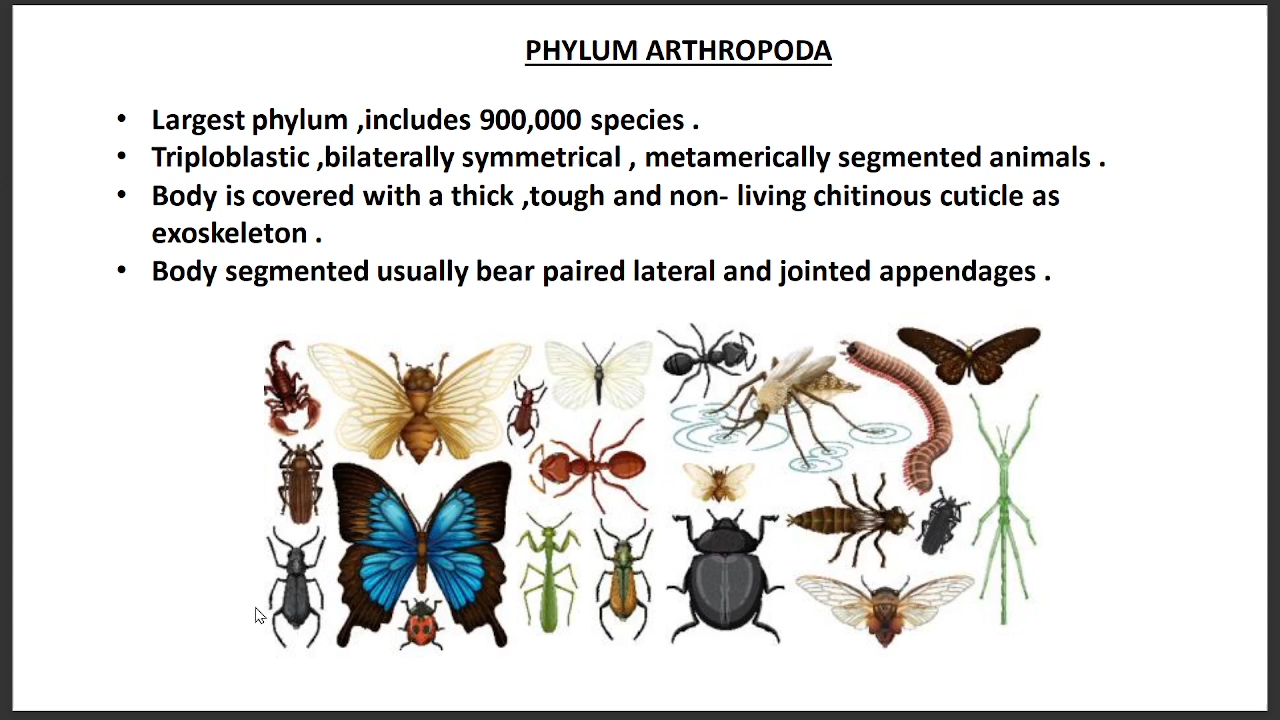 PHYLUM ARTHROPODA
• Largest phylum ,includes 900,000 species .
• Triploblastic ,bilaterally symmetrical , metamerically segmented animals .
• Body is covered with a thick ,tough and non- living chitinous cuticle as
exoskeleton .
• Body segmented usually bear paired lateral and jointed appendages .